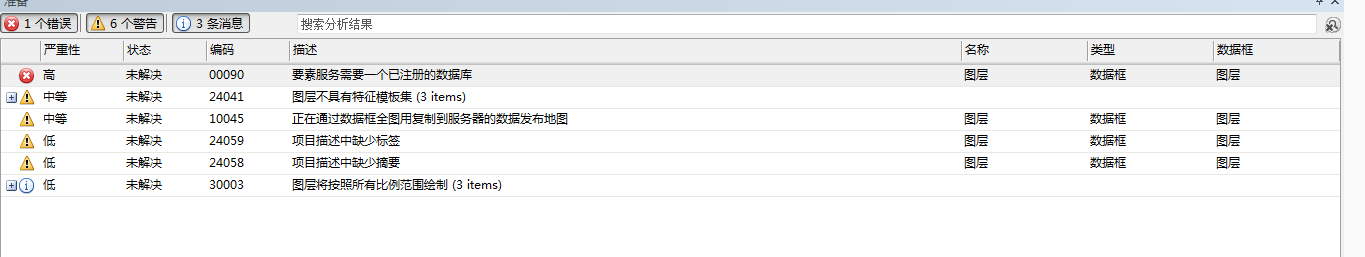 准备
1 个错误 6 个警告 3 条消息 搜索分析结果
严重性 状态 编码 描述 名称 类型 数据框
高 未解决 00090 要素服务需要一个已注册的数据库 图层 数据框 图层
中等 未解决 24041 图层不具有特征模板集 (3 items)
中等 未解决 10045 正在通过数据框全图用复制到服务器的数据发布地图 图层 数据框 图层
低 未解决 24059 项目描述中缺少标签 图层 数据框 图层
低 未解决 24058 项目描述中缺少摘要 图层 数据框 图层
低 未解决 30003 图层将按照所有比例范围绘制 (3 items)